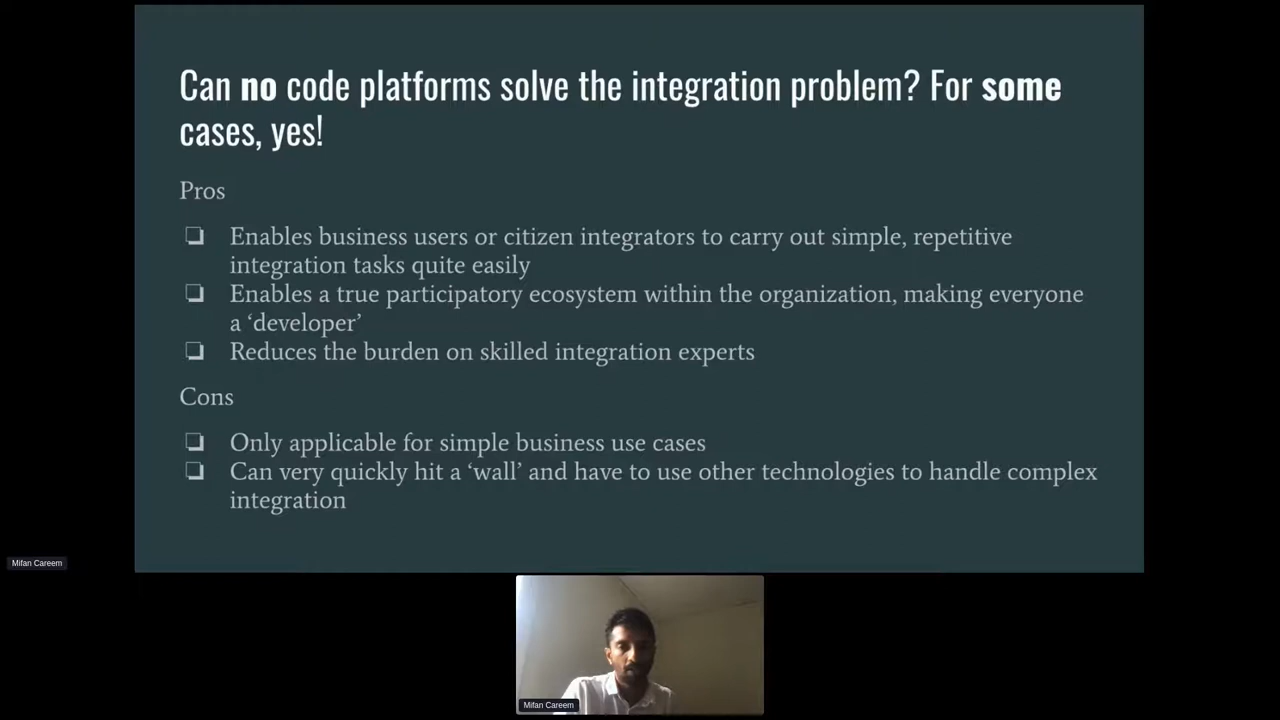 Can no code platforms solve the integration problem? For some
cases, yes!
Pros
❏ Enables business users or citizen integrators to carry out simple, repetitive
integration tasks quite easily
❏ Enables a true participatory ecosystem within the organization, making everyone
a ‘developer’
❏ Reduces the burden on skilled integration experts
Cons
❏ Only applicable for simple business use cases
❏ Can very quickly hit a ‘wall’ and have to use other technologies to handle complex
integration
Mifan Careem
Mifan Careem